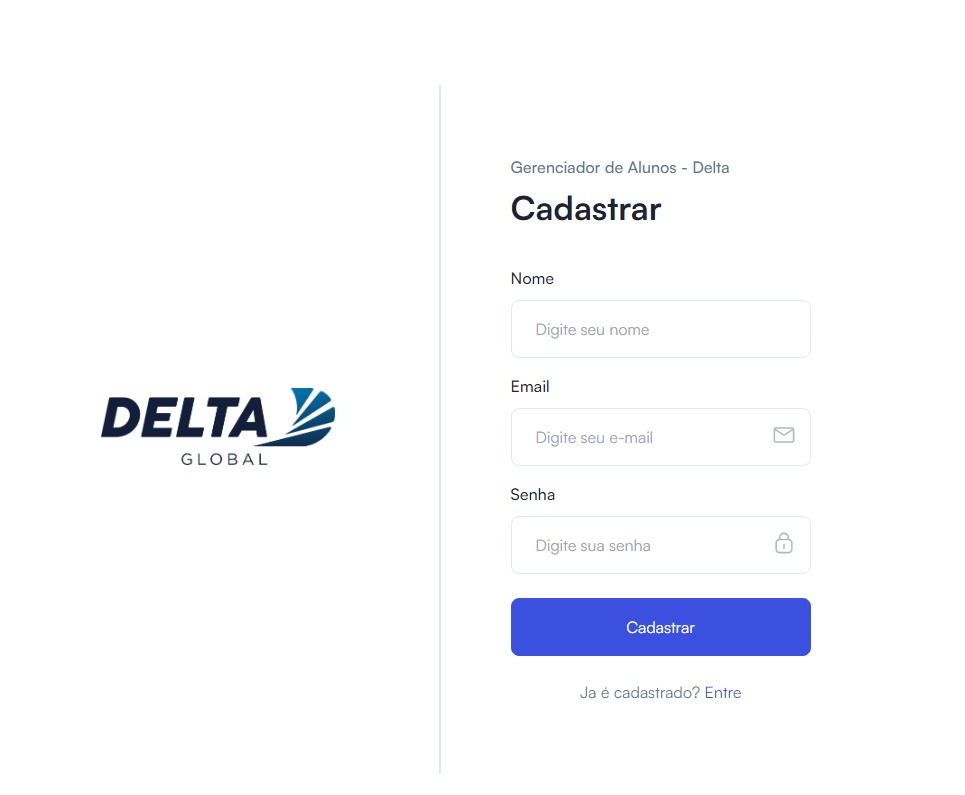 DELTA
GLOBAL
Gerenciador de Alunos - Delta
Cadastrar
Nome
Digite seu nome
Email
Digite seu e-mail
Senha
Digite sua senha
Cadastrar
Ja é cadastrado? Entre